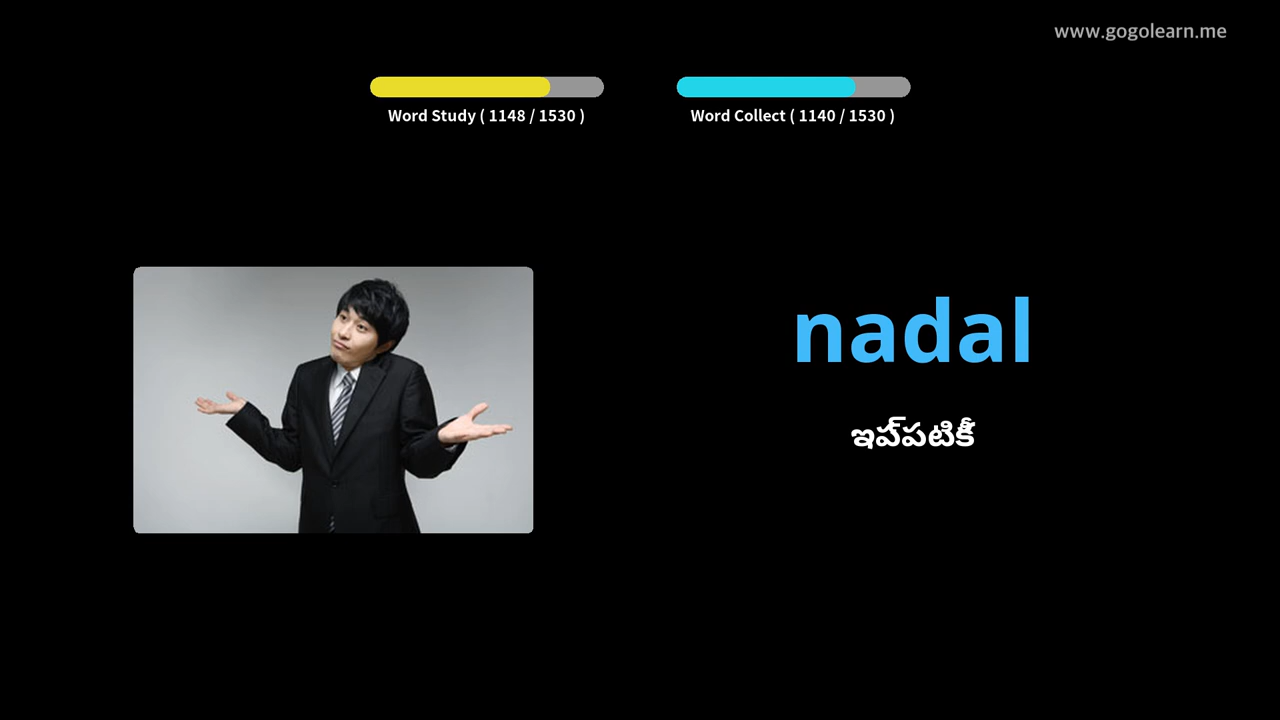 www.gogolearn.me
Word Study ( 1148 / 1530 )
Word Collect ( 1140 / 1530 )
nadal
ఇప్పటికీ